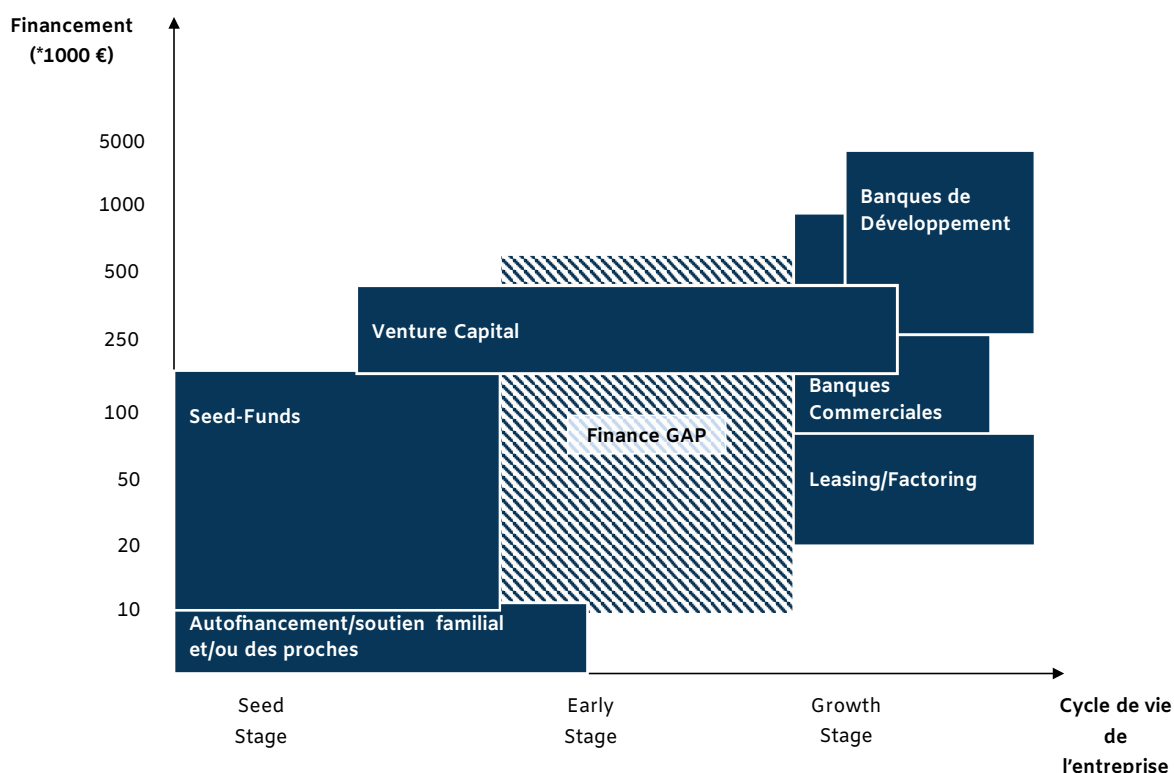 Financement
(*1000 €)
5000
1000
500
250
100
50
20
10
Banques de
Développement
Venture Capital
Banques
Commerciales
Seed-Funds
Finance GAP
Leasing/Factoring
Autofinancement/soutien familial
et/ou des proches
Seed
Stage
Early
Stage
Growth
Stage
Cycle de vie
de
l'entreprise